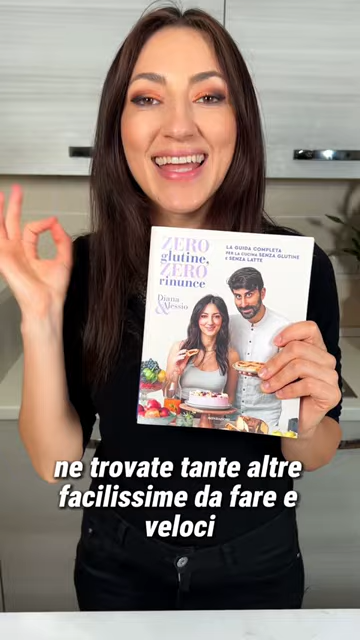 ZERO
glutine,
ZERO
rinunce
Diana
&Alessio
LA GUIDA COMPLETA
PER LA CUCINA SENZA GLUTINE
E SENZA LATTE
ne trovate tante altre
facilissime da fare e
veloci